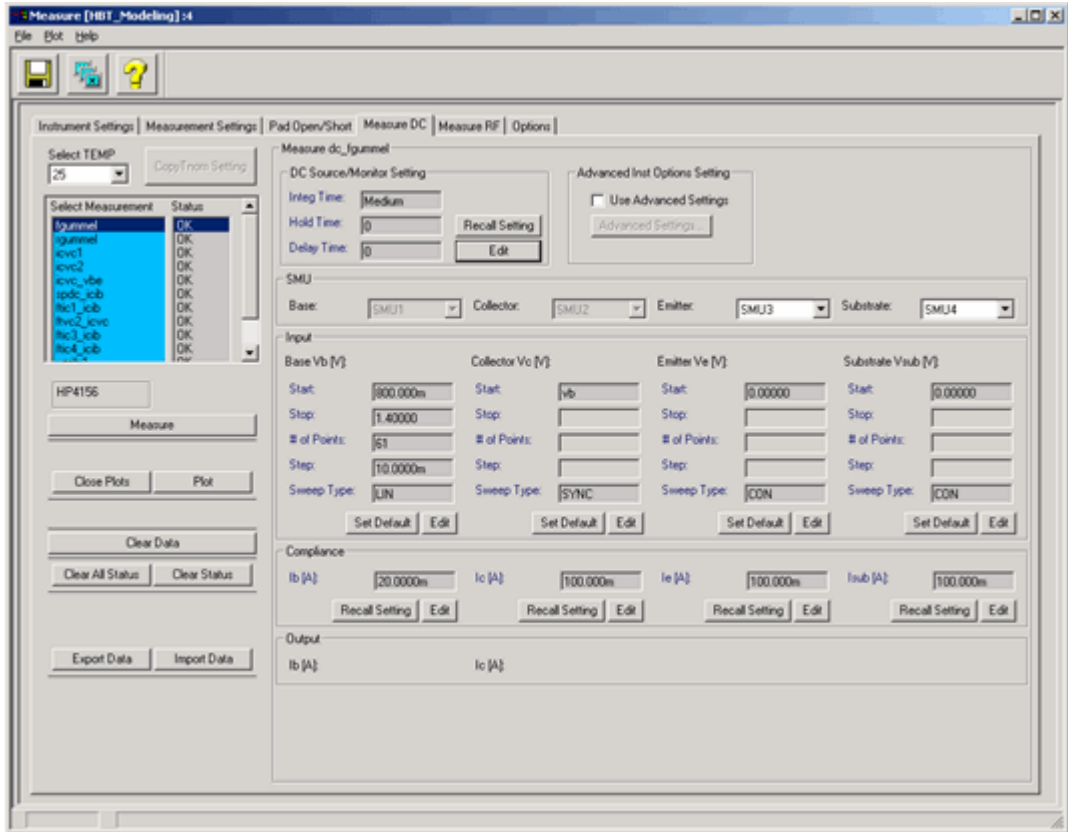 Measure [HBT_Modeling] :4
File Plot Help
Instrument Settings Measurement Settings Pad Open/Short Measure DC Measure RF Options
Select TEMP
25
CopyTnom Setting
Select Measurement Status
fgummel OK
rgummel OK
icvc1 OK
icvc2 OK
icvc_vbe OK
spdc_icib OK
ftic1_icib OK
ftvc2_icvc OK
ftic3_icib OK
ftic4_icib OK
HP4156
Measure
Close Plots Plot
Clear Data
Clear All Status Clear Status
Export Data Import Data
Measure dc_fgummel
DC Source/Monitor Setting
Integ Time: Medium
Hold Time: 0 Recall Setting
Delay Time: 0 Edit
Advanced Inst Options Setting
Use Advanced Settings
Advanced Settings...
SMU
Base: SMU1 Collector: SMU2 Emitter: SMU3 Substrate: SMU4
Input
Base Vb [V]: Collector Vc [V]: Emitter Ve [V]: Substrate Vsub [V]:
Start: 800.000m Start: vb Start: 0.00000 Start: 0.00000
Stop: 1.40000 Stop: Stop: Stop:
# of Points: 61 # of Points: # of Points: # of Points:
Step: 10.0000m Step: Step: Step:
Sweep Type: LIN Sweep Type: SYNC Sweep Type: CON Sweep Type: CON
Set Default Edit Set Default Edit Set Default Edit Set Default Edit
Compliance
Ib [A]: 20.0000m Ic [A]: 100.000m Ie [A]: 100.000m Isub [A]: 100.000m
Recall Setting Edit Recall Setting Edit Recall Setting Edit Recall Setting Edit
Output
Ib [A]: Ic [A]: